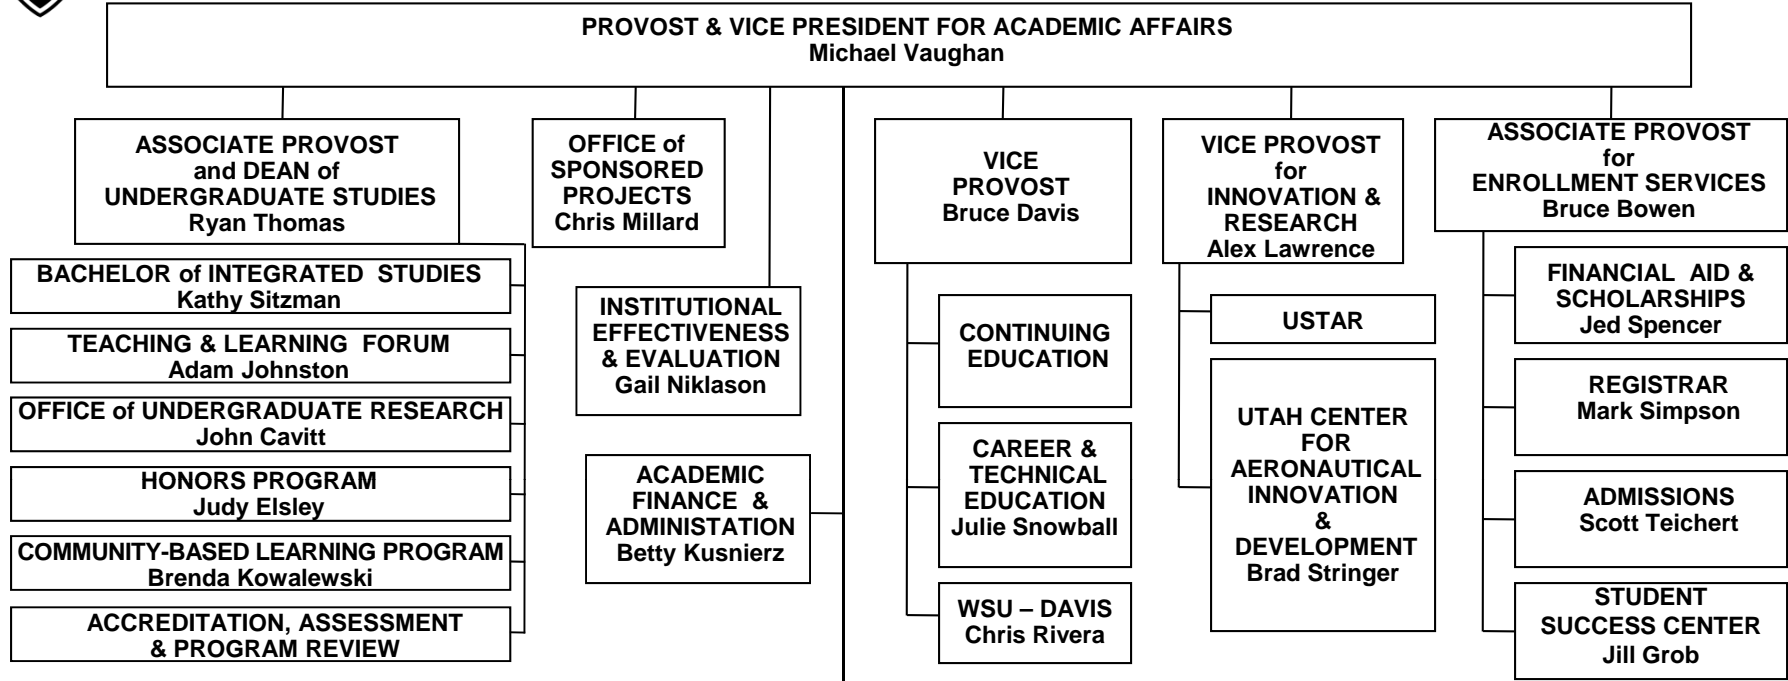 PROVOST & VICE PRESIDENT FOR ACADEMIC AFFAIRS
Michael Vaughan
ASSOCIATE PROVOST
and DEAN of
UNDERGRADUATE STUDIES
Ryan Thomas
BACHELOR of INTEGRATED STUDIES
Kathy Sitzman
TEACHING & LEARNING FORUM
Adam Johnston
OFFICE of UNDERGRADUATE RESEARCH
John Cavitt
HONORS PROGRAM
Judy Elsley
COMMUNITY-BASED LEARNING PROGRAM
Brenda Kowalewski
ACCREDITATION, ASSESSMENT
& PROGRAM REVIEW
OFFICE of
SPONSORED
PROJECTS
Chris Millard
INSTITUTIONAL
EFFECTIVENESS
& EVALUATION
Gail Niklason
ACADEMIC
FINANCE &
ADMINISTATION
Betty Kusnierz
VICE
PROVOST
Bruce Davis
CONTINUING
EDUCATION
CAREER &
TECHNICAL
EDUCATION
Julie Snowball
WSU – DAVIS
Chris Rivera
VICE PROVOST
for
INNOVATION &
RESEARCH
Alex Lawrence
USTAR
UTAH CENTER
FOR
AERONAUTICAL
INNOVATION
&
DEVELOPMENT
Brad Stringer
ASSOCIATE PROVOST
for
ENROLLMENT SERVICES
Bruce Bowen
FINANCIAL AID &
SCHOLARSHIPS
Jed Spencer
REGISTRAR
Mark Simpson
ADMISSIONS
Scott Teichert
STUDENT
SUCCESS CENTER
Jill Grob